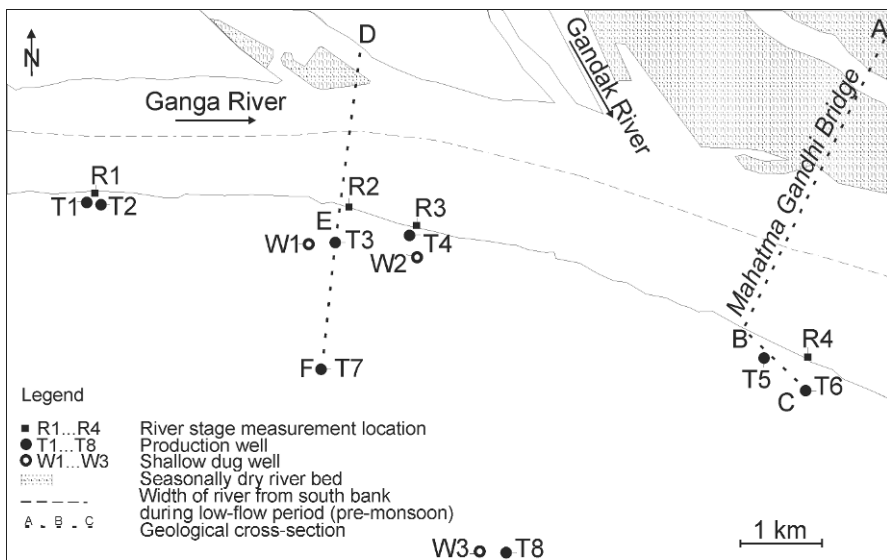 D
A
N
Ganga River
Gandak River
Mahatma Gandhi Bridge
R1
T1 T2
R2
R3
E
W1 T3 T4
W2
B
R4
T5 T6
C
F T7
Legend
R1...R4 River stage measurement location
T1...T8 Production well
W1...W3 Shallow dug well
Seasonally dry river bed
Width of river from south bank
during low-flow period (pre-monsoon)
A B C Geological cross-section
W3 T8
1 km